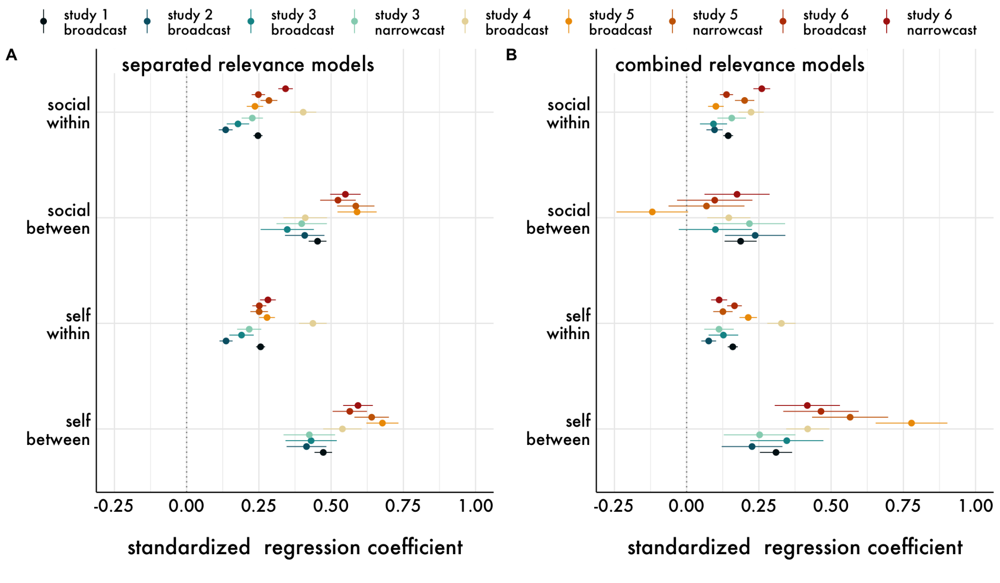 study 1
broadcast
study 2
broadcast
study 3
broadcast
study 3
narrowcast
study 4
broadcast
study 5
broadcast
study 5
narrowcast
study 6
broadcast
study 6
narrowcast
A
separated relevance models
social
within
social
between
self
within
self
between
-0.25 0.00 0.25 0.50 0.75 1.00
standardized regression coefficient
B
combined relevance models
social
within
social
between
self
within
self
between
-0.25 0.00 0.25 0.50 0.75 1.00
standardized regression coefficient